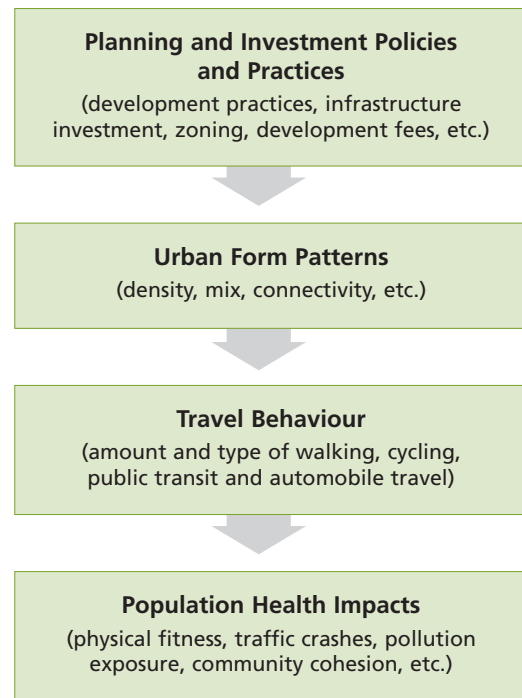 Planning and Investment Policies
and Practices
(development practices, infrastructure
investment, zoning, development fees, etc.)
Urban Form Patterns
(density, mix, connectivity, etc.)
Travel Behaviour
(amount and type of walking, cycling,
public transit and automobile travel)
Population Health Impacts
(physical fitness, traffic crashes, pollution
exposure, community cohesion, etc.)